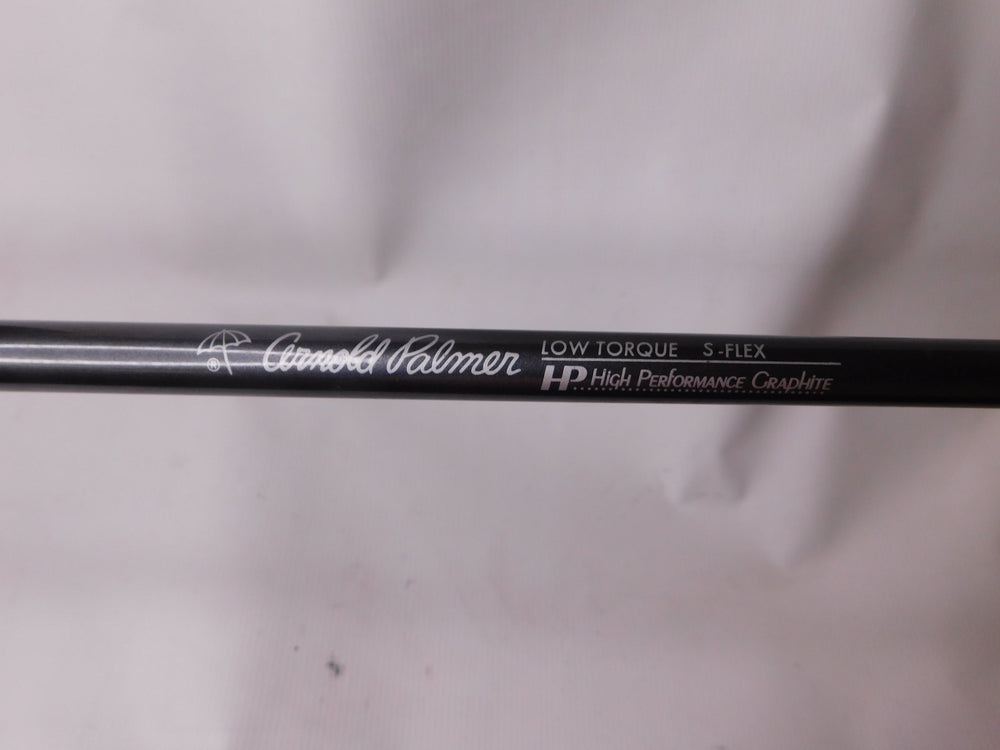 ® Arnold Palmer
LOW TORQUE S-FLEX
HP High Performance Graphite